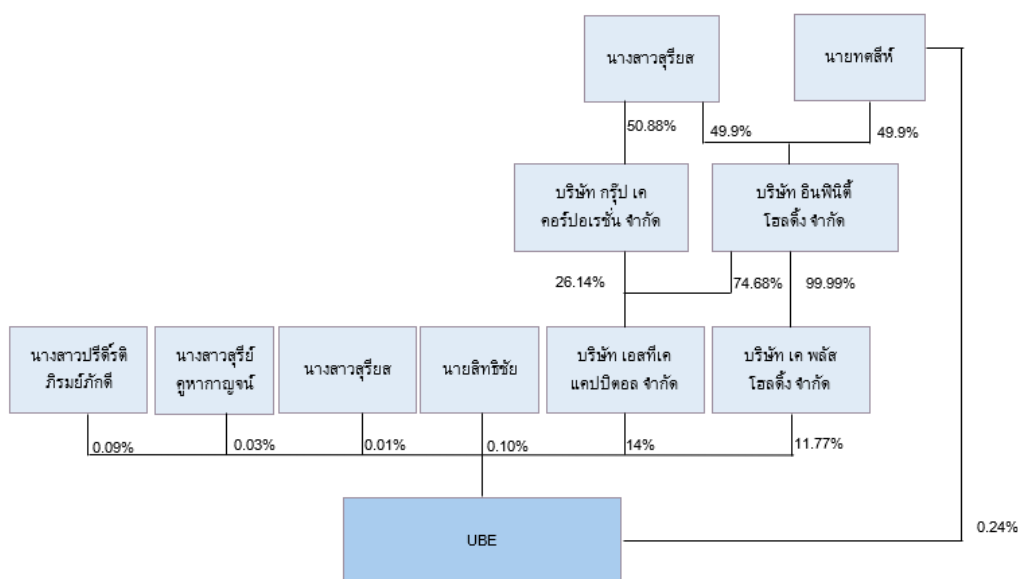 นางสาวสุรียส
นายทศสีห์
50.88%
49.9%
49.9%
บริษัท กรุ๊ป เค
คอร์ปอเรชั่น จำกัด
บริษัท อินฟินิตี้
โฮลดิ้ง จำกัด
26.14%
74.68%
99.99%
นางสาวปรีดิ์รติ
ภิรมย์ภักดี
นางสาวสุรีย์
คูหากาญจน์
นางสาวสุรียส
นายสิทธิชัย
บริษัท เอสทีเค
แคปปิตอล จำกัด
บริษัท เค พลัส
โฮลดิ้ง จำกัด
0.09%
0.03%
0.01%
0.10%
14%
11.77%
UBE
0.24%